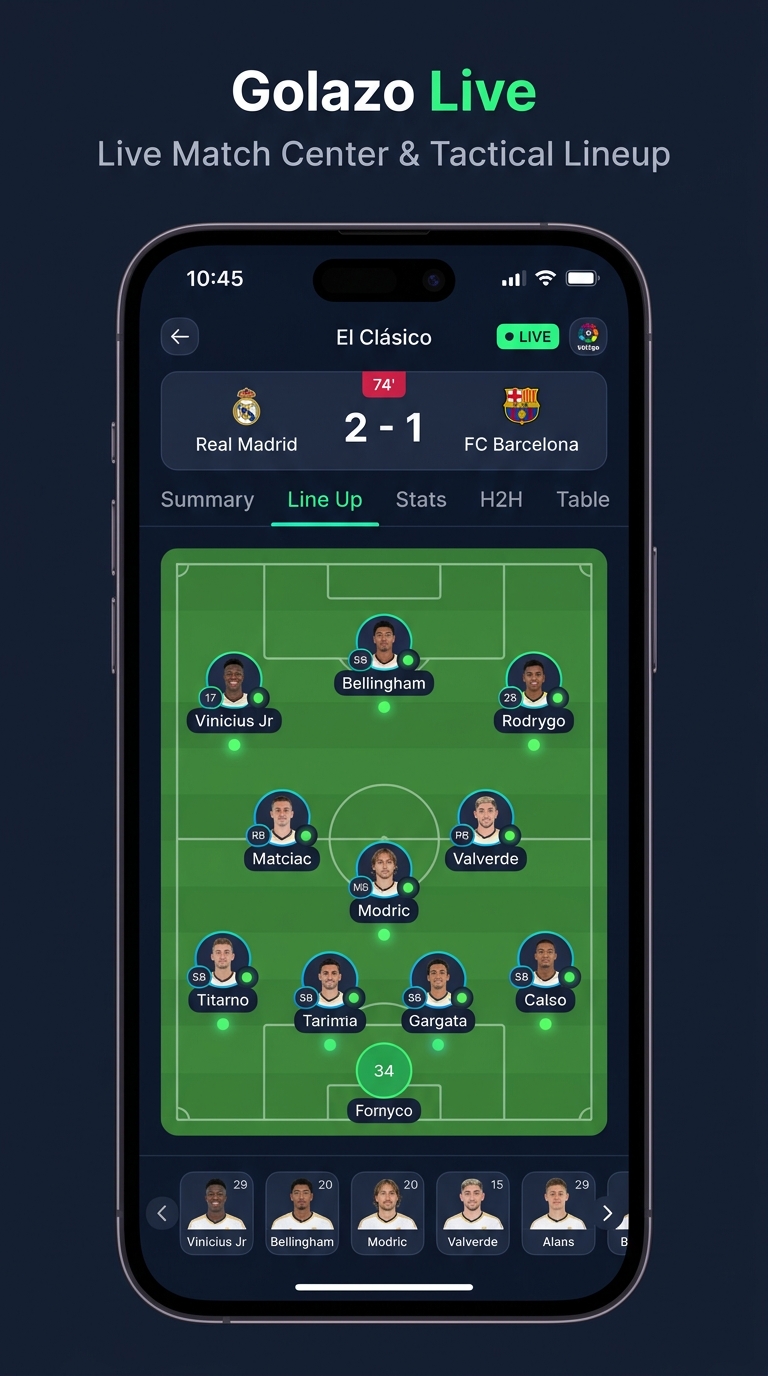 Golazo Live
Live Match Center & Tactical Lineup
10:45
El Clásico
LIVE
74'
2 - 1
Real Madrid
FC Barcelona
Summary
Line Up
Stats
H2H
Table
Bellingham
17
Vinicius Jr
28
Rodrygo
RB
Matciac
Valverde
Modric
Titarno
Tarimia
Gargata
Calso
34
Fornyco
29
Vinicius Jr
20
Bellingham
20
Modric
15
Valverde
29
Alans
B